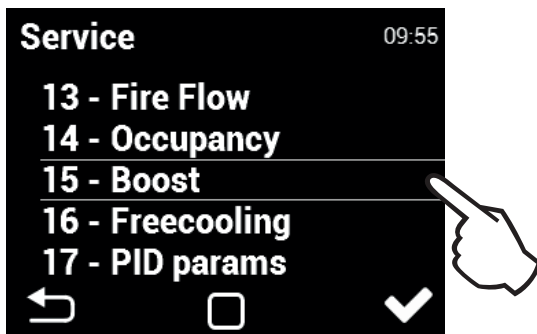 Service 09:55
13 - Fire Flow
14 - Occupancy
15 - Boost
16 - Freecooling
17 - PID params